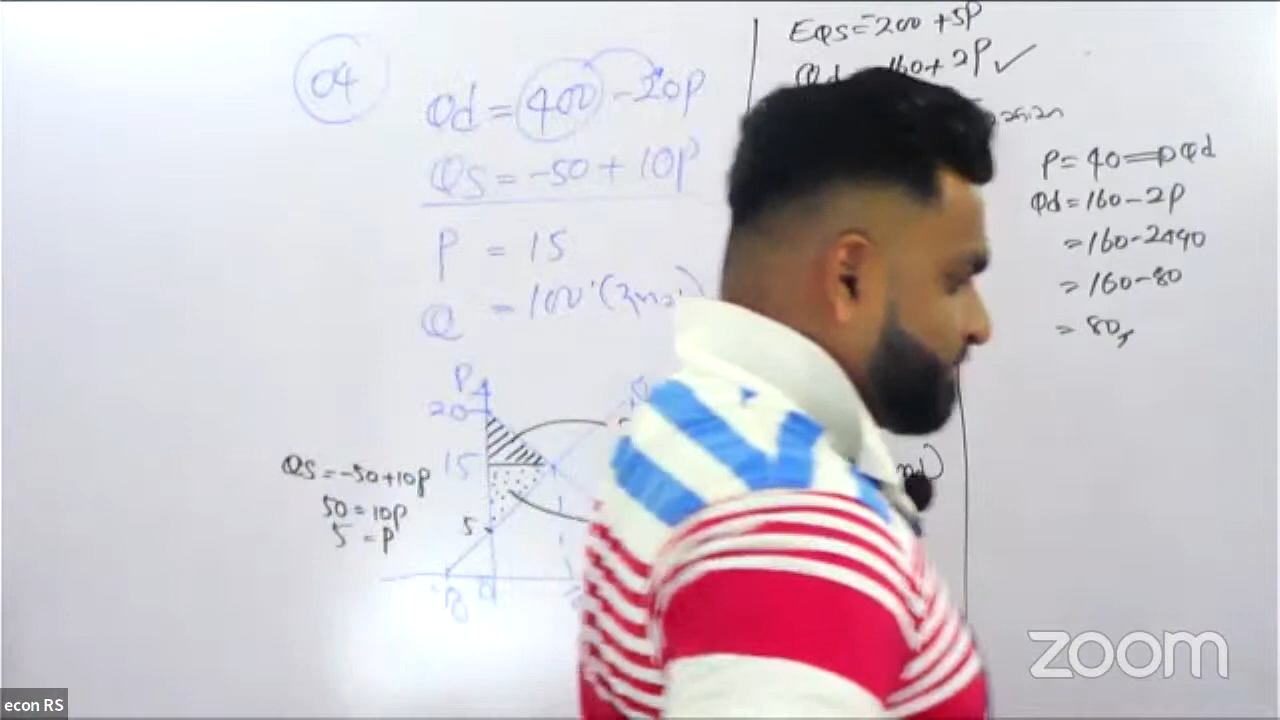 04
Qd = 400 - 20P
QS = -50 + 10P
P = 15
Q = 100
P
20
15
5
QS = -50 + 10P
50 = 10P
5 = P
EQS = -200 + 5P
160 + 2P ✓
P = 40 ⇒ Qd
Qd = 160 - 2P
= 160 - 2×40
= 160 - 80
= 80
zoom
econ RS